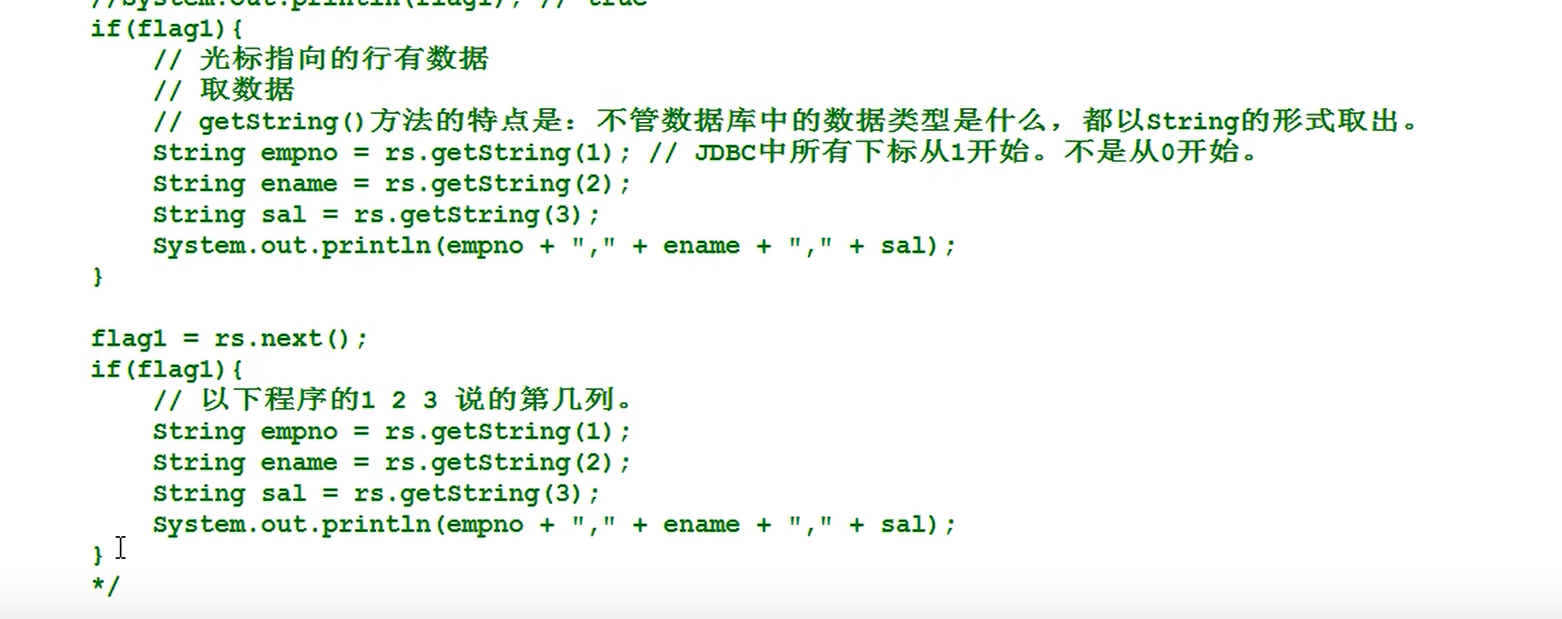 //System.out.println(flag1); // true
if(flag1){
// 光标指向的行有数据
// 取数据
// getString()方法的特点是：不管数据库中的数据类型是什么，都以String的形式取出。
String empno = rs.getString(1); // JDBC中所有下标从1开始。不是从0开始。
String ename = rs.getString(2);
String sal = rs.getString(3);
System.out.println(empno + "," + ename + "," + sal);
}
flag1 = rs.next();
if(flag1){
// 以下程序的1 2 3 说的第几列。
String empno = rs.getString(1);
String ename = rs.getString(2);
String sal = rs.getString(3);
System.out.println(empno + "," + ename + "," + sal);
}
*/